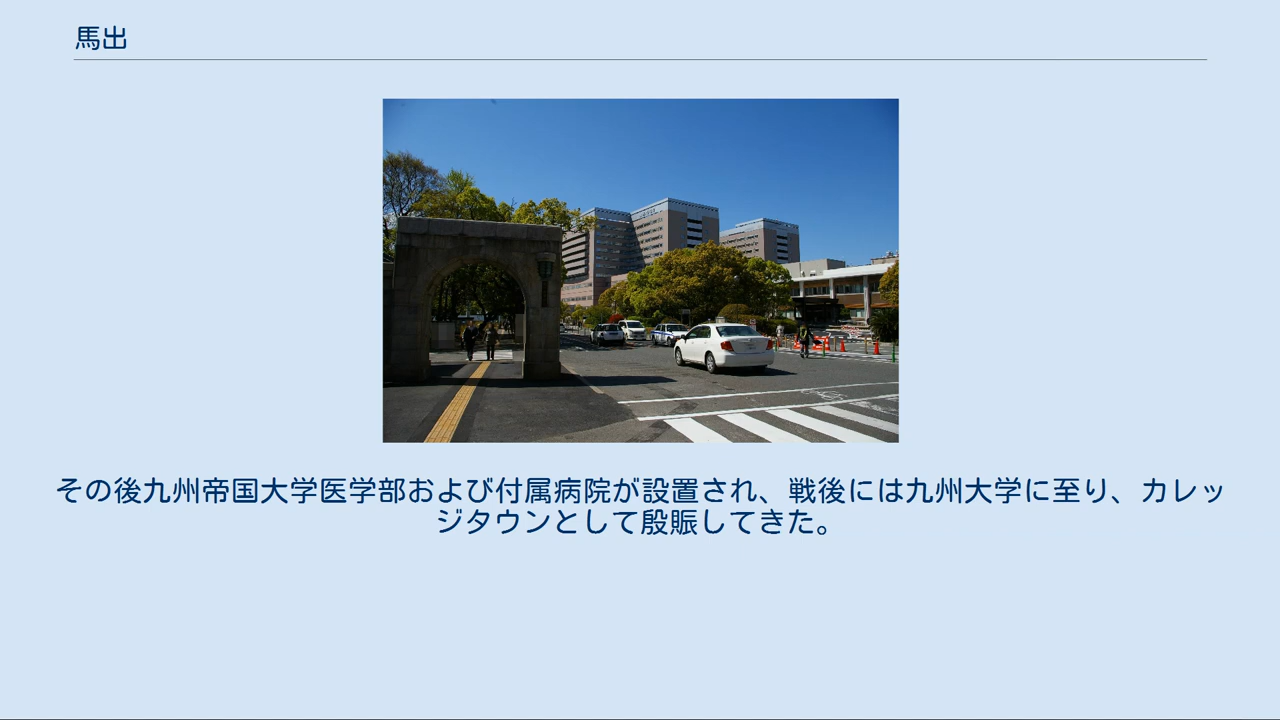 馬出
その後九州帝国大学医学部および付属病院が設置され、戦後には九州大学に至り、カレッ
ジタウンとして殷賑してきた。